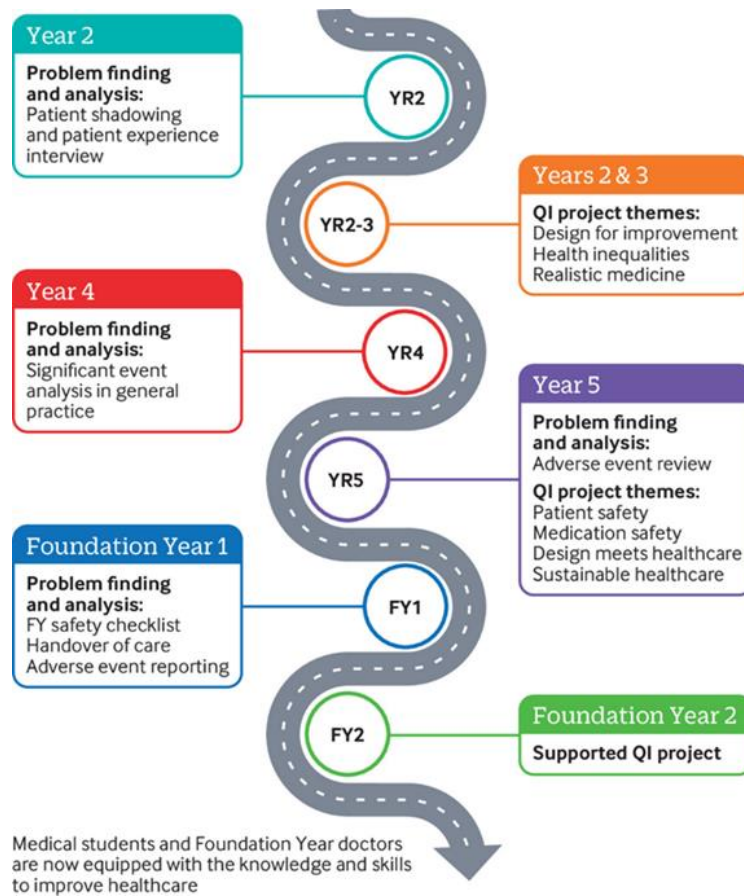 Year 2
Problem finding
and analysis:
Patient shadowing
and patient experience
interview
YR2
Years 2 & 3
QI project themes:
Design for improvement
Health inequalities
Realistic medicine
YR2-3
Year 4
Problem finding
and analysis:
Significant event
analysis in general
practice
YR4
Year 5
Problem finding
and analysis:
Adverse event review
QI project themes:
Patient safety
Medication safety
Design meets healthcare
Sustainable healthcare
YR5
Foundation Year 1
Problem finding
and analysis:
FY safety checklist
Handover of care
Adverse event reporting
FY1
Foundation Year 2
Supported QI project
FY2
Medical students and Foundation Year doctors
are now equipped with the knowledge and skills
to improve healthcare